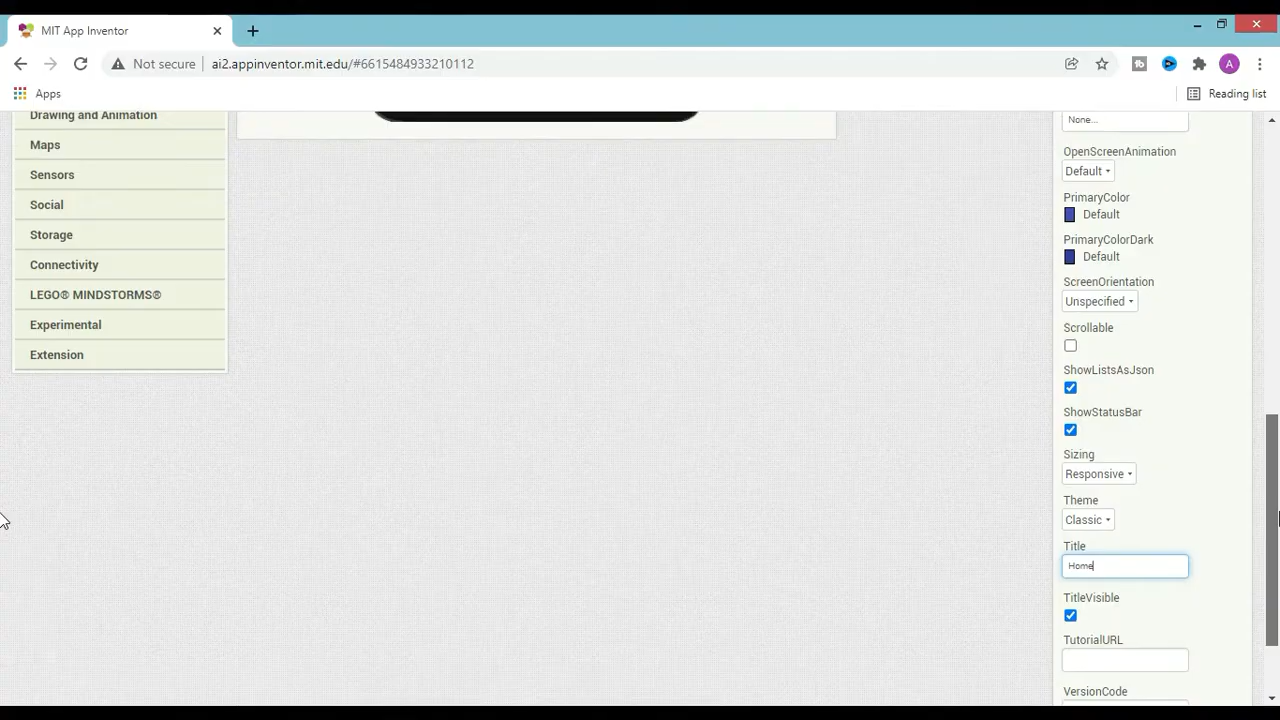 MIT App Inventor
Not secure
ai2.appinventor.mit.edu/#6615484933210112
A
Apps
Reading list
Drawing and Animation
Maps
Sensors
Social
Storage
Connectivity
LEGO® MINDSTORMS®
Experimental
Extension
None...
OpenScreenAnimation
Default
PrimaryColor
Default
PrimaryColorDark
Default
ScreenOrientation
Unspecified
Scrollable
ShowListsAsJson
ShowStatusBar
Sizing
Responsive
Theme
Classic
Title
Home
TitleVisible
TutorialURL
VersionCode